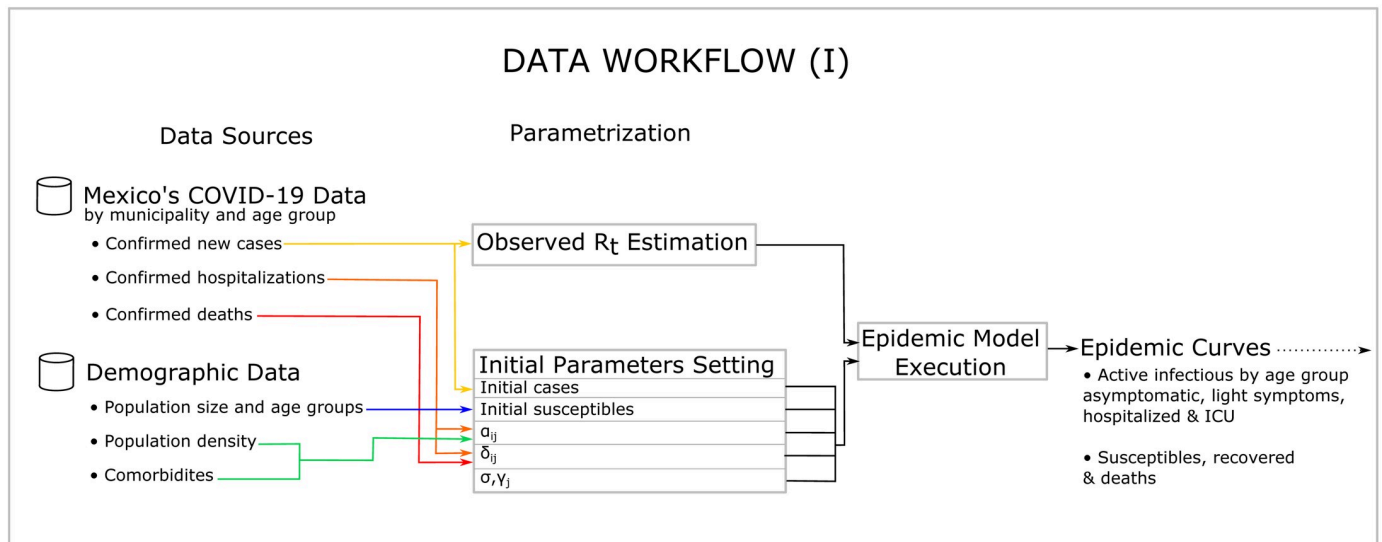 DATA WORKFLOW (I)
Data Sources
Parametrization
Mexico's COVID-19 Data
by municipality and age group
• Confirmed new cases
• Confirmed hospitalizations
• Confirmed deaths
Demographic Data
• Population size and age groups
• Population density
• Comorbidites
Observed Rt Estimation
Initial Parameters Setting
Initial cases
Initial susceptibles
αij
δij
σ,γj
Epidemic Model
Execution
Epidemic Curves
• Active infectious by age group
asymptomatic, light symptoms,
hospitalized & ICU
• Susceptibles, recovered
& deaths